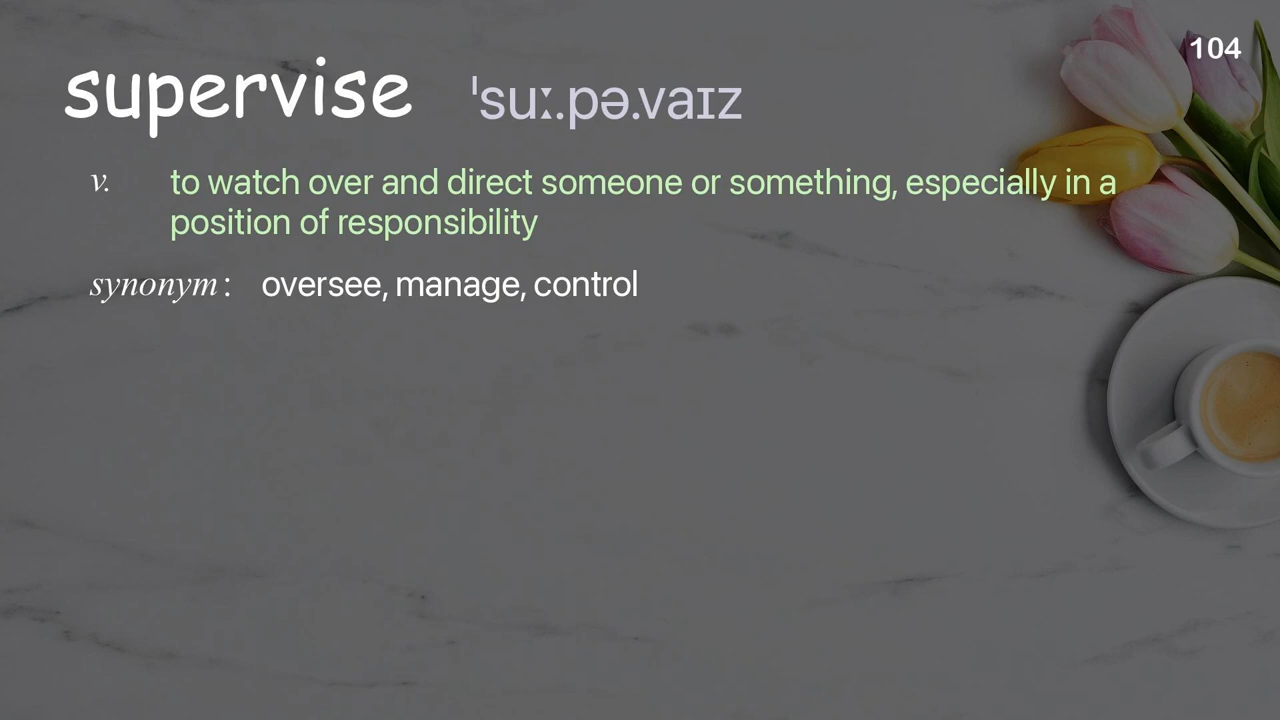 104
supervise ˈsuː.pə.vaɪz
v. to watch over and direct someone or something, especially in a
position of responsibility
synonym : oversee, manage, control